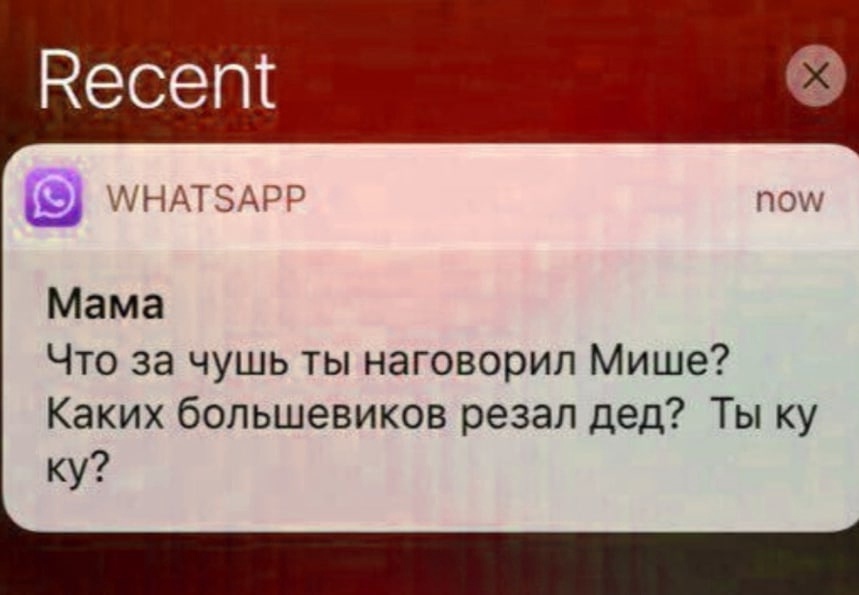 Recent
WHATSAPP
now
Мама
Что за чушь ты наговорил Мише?
Каких большевиков резал дед? Ты ку
ку?